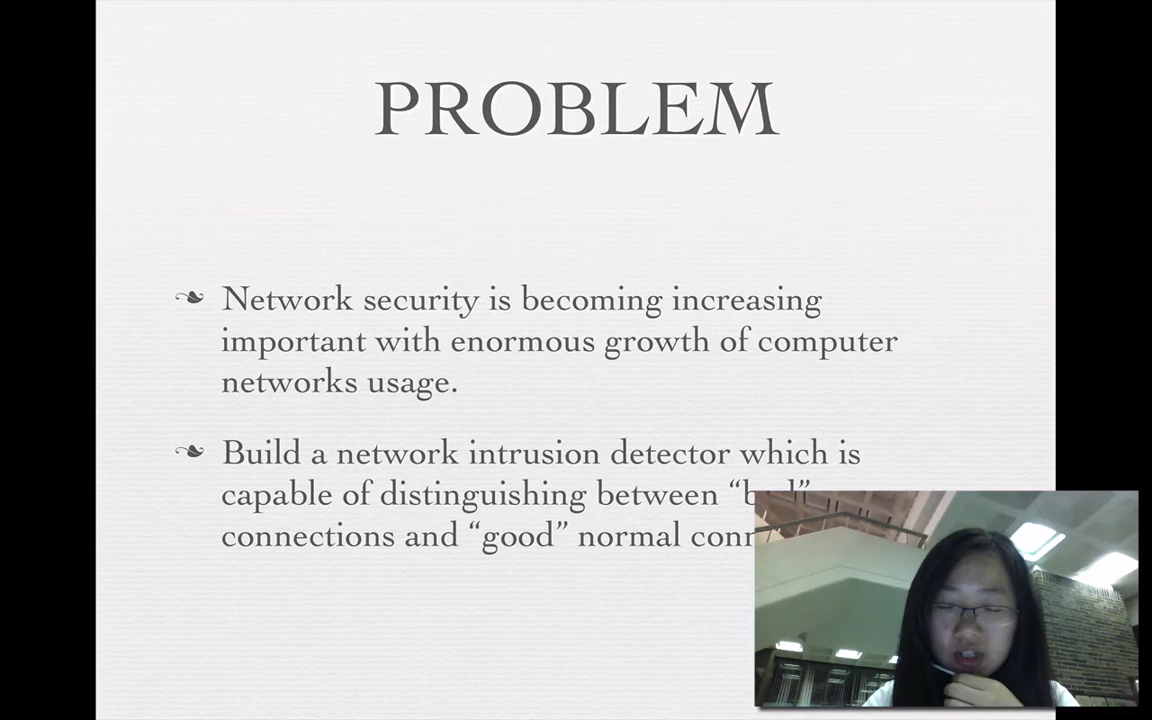 PROBLEM
Network security is becoming increasing
important with enormous growth of computer
networks usage.
Build a network intrusion detector which is
capable of distinguishing between
connections and “good” normal